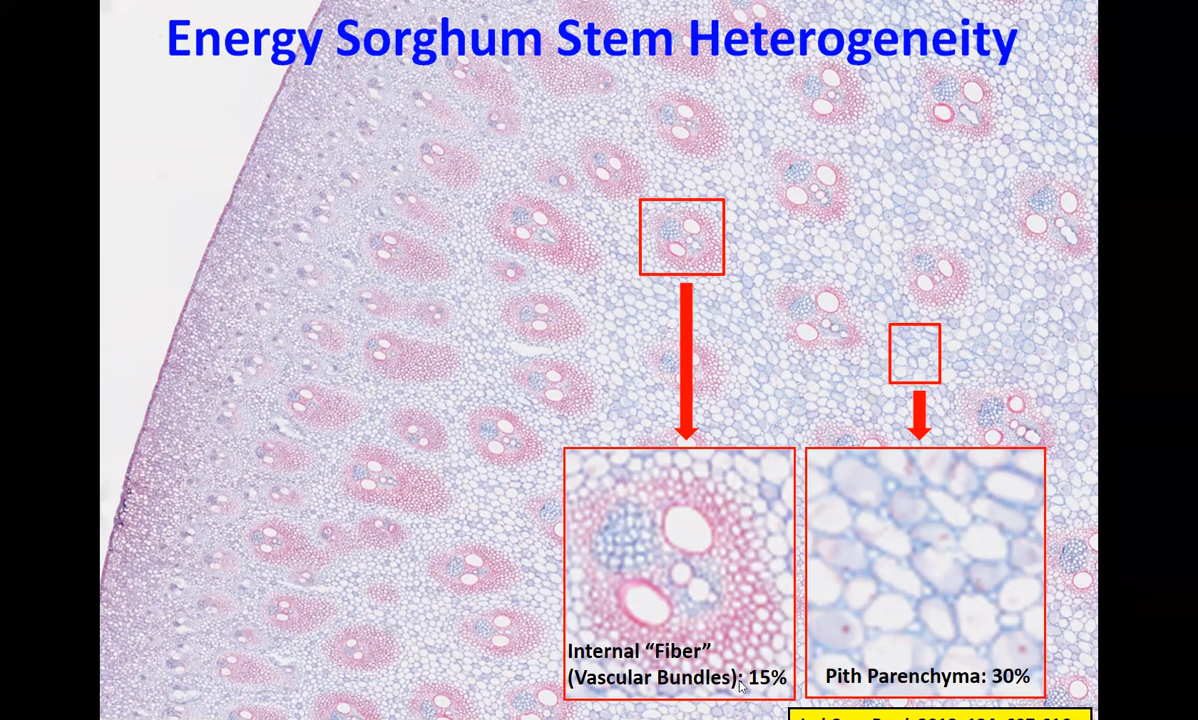 Energy Sorghum Stem Heterogeneity
Internal “Fiber”
(Vascular Bundles): 15%
Pith Parenchyma: 30%